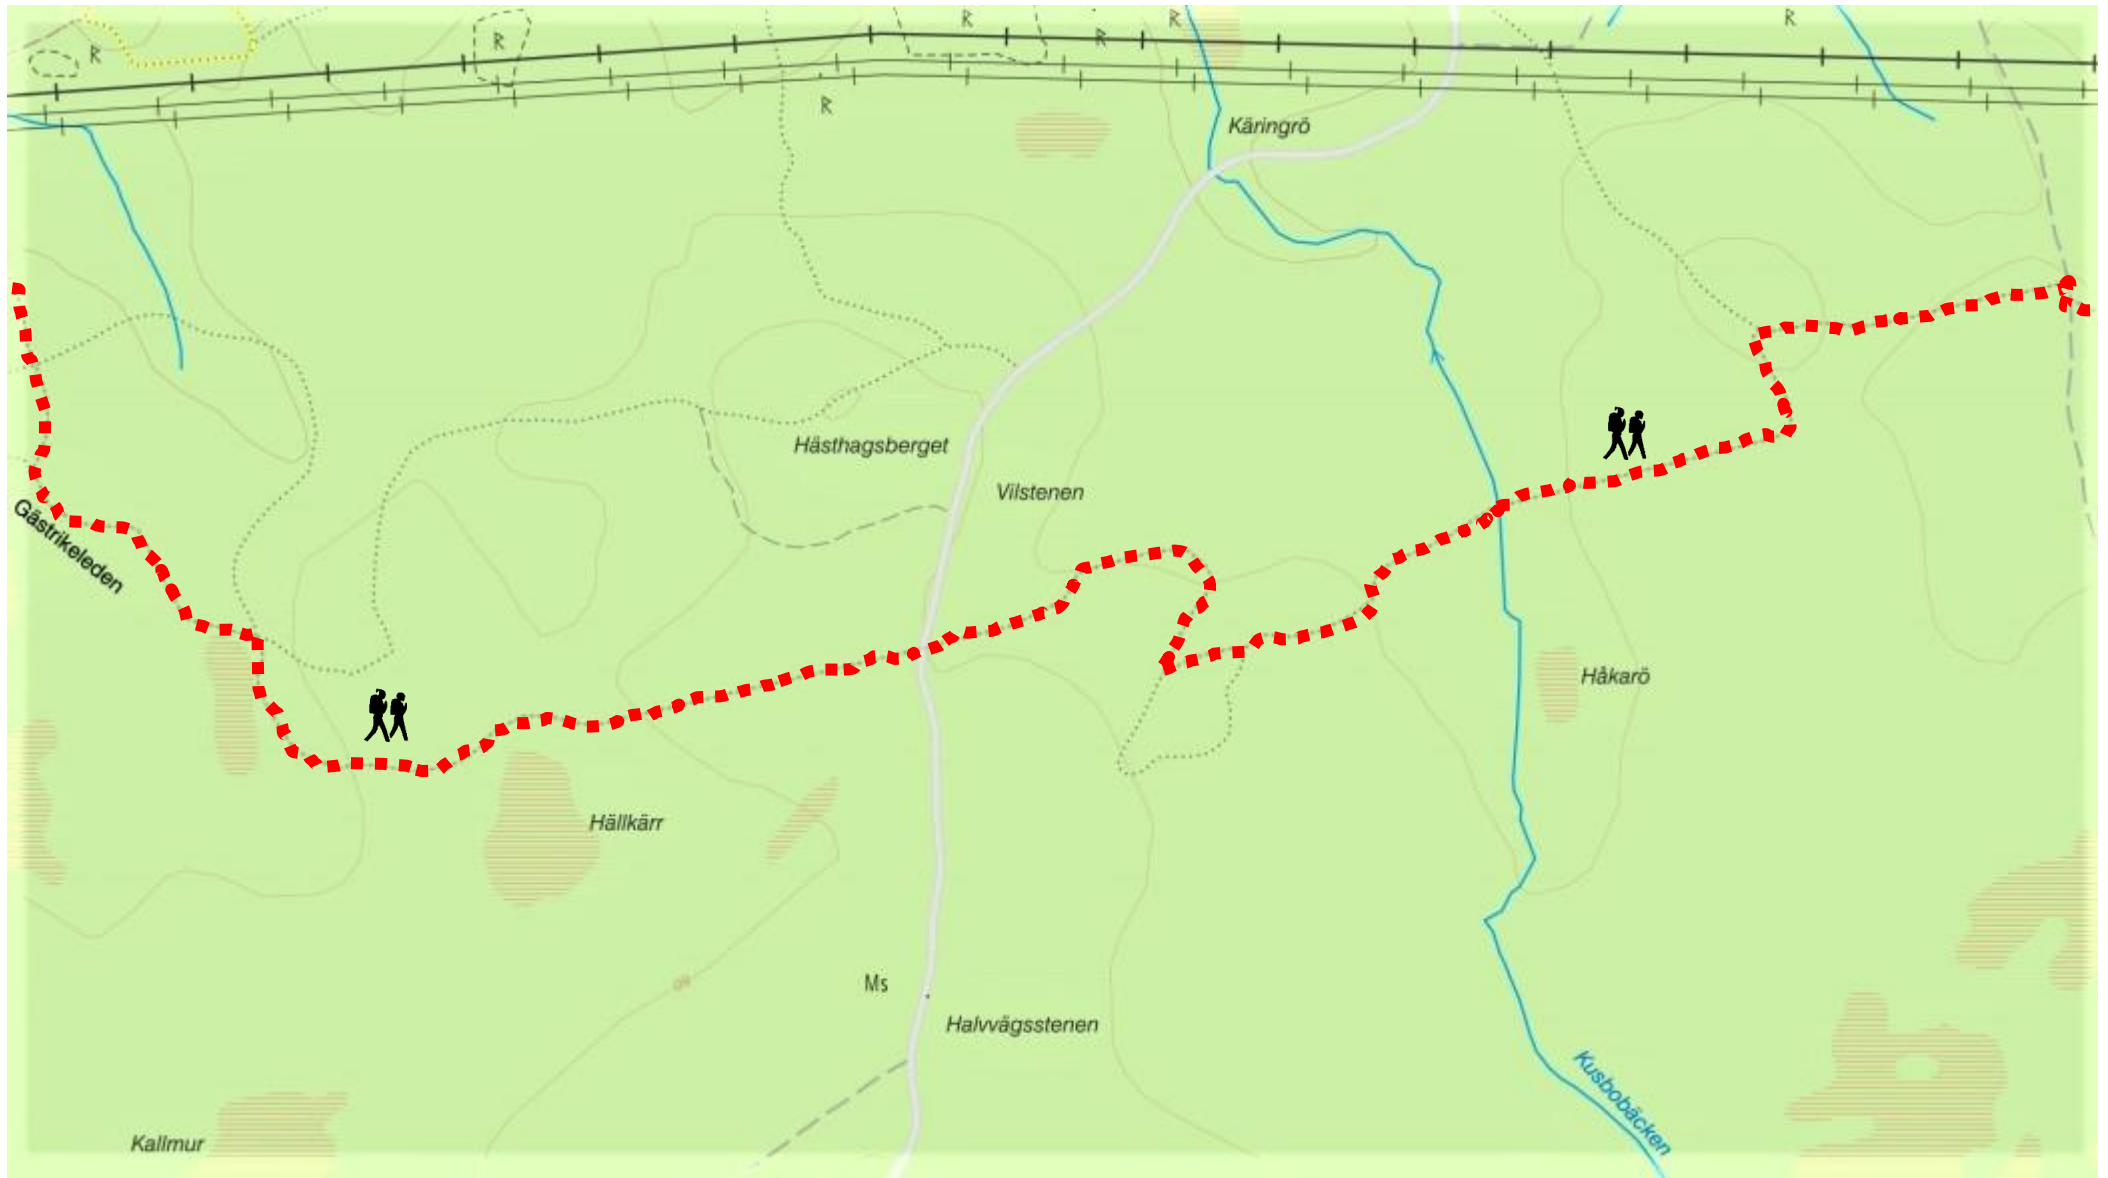 R
R
R
R
R
R
R
Käringrö
Hästhagsberget
Vilstenen
Gästrikeleden
Håkarö
Hällkärr
Ms
Halvvägsstenen
Kusbobäcken
Kallmur